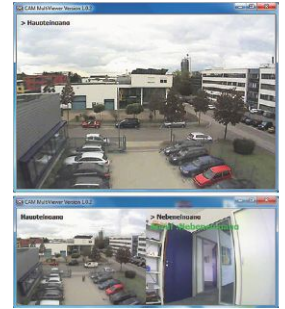 CAM MultiViewer Version 1.0.2
> Haupteingang
CAM MultiViewer Version 1.0.2
Haupteingang
> Nebeneingang